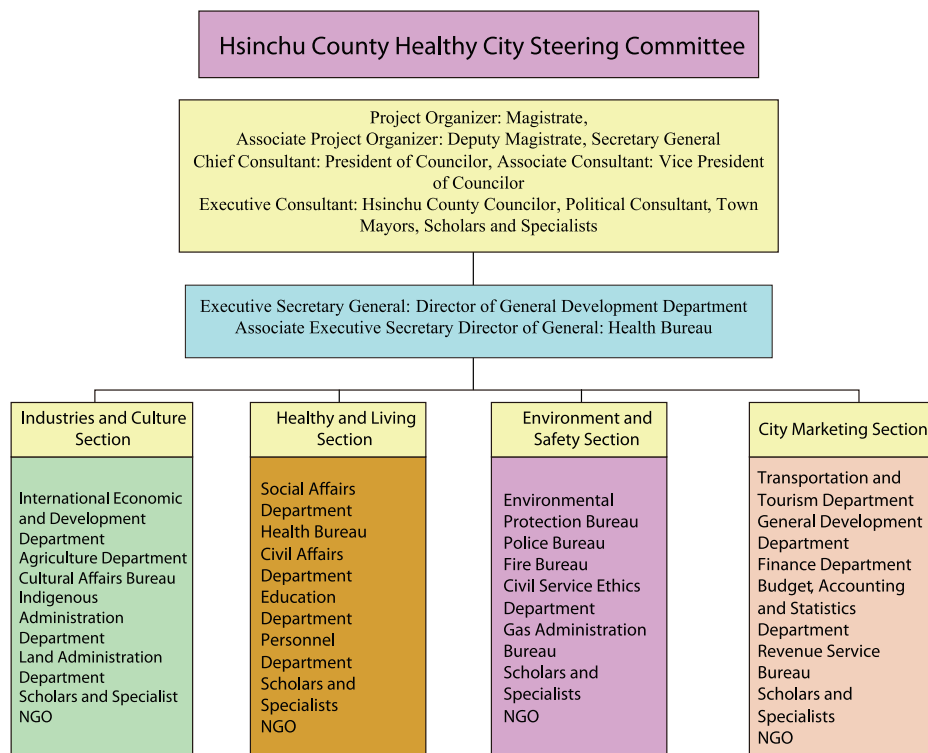 Hsinchu County Healthy City Steering Committee
Project Organizer: Magistrate,
Associate Project Organizer: Deputy Magistrate, Secretary General
Chief Consultant: President of Councilor, Associate Consultant: Vice President
of Councilor
Executive Consultant: Hsinchu County Councilor, Political Consultant, Town
Mayors, Scholars and Specialists
Executive Secretary General: Director of General Development Department
Associate Executive Secretary Director of General: Health Bureau
Industries and Culture
Section
International Economic
and Development
Department
Agriculture Department
Cultural Affairs Bureau
Indigenous
Administration
Department
Land Administration
Department
Scholars and Specialist
NGO
Healthy and Living
Section
Social Affairs
Department
Health Bureau
Civil Affairs
Department
Education
Department
Personnel
Department
Scholars and
Specialists
NGO
Environment and
Safety Section
Environmental
Protection Bureau
Police Bureau
Fire Bureau
Civil Service Ethics
Department
Gas Administration
Bureau
Scholars and
Specialists
NGO
City Marketing Section
Transportation and
Tourism Department
General Development
Department
Finance Department
Budget, Accounting
and Statistics
Department
Revenue Service
Bureau
Scholars and
Specialists
NGO